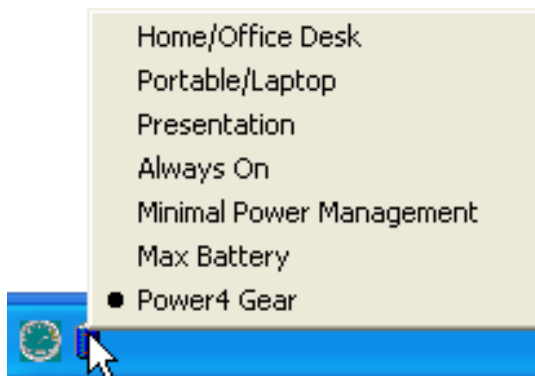 Home/Office Desk
Portable/Laptop
Presentation
Always On
Minimal Power Management
Max Battery
Power4 Gear